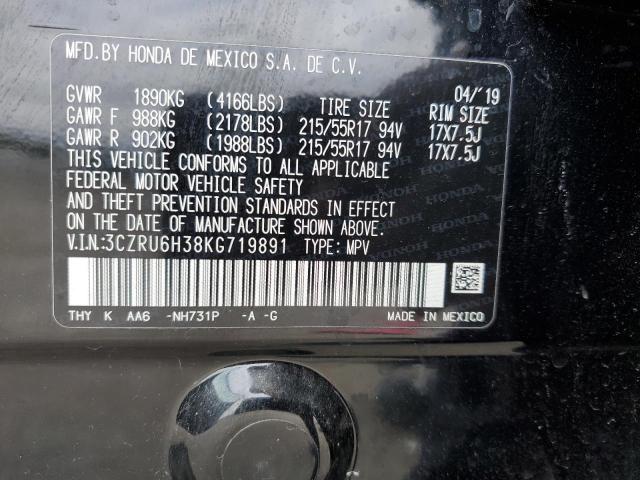 MFD.BY HONDA DE MEXICO S.A. DE C.V.
04/'19
GVWR 1890KG (4166LBS) TIRE SIZE RIM SIZE
GAWR F 988KG (2178LBS) 215/55R17 94V 17X7.5J
GAWR R 902KG (1988LBS) 215/55R17 94V 17X7.5J
THIS VEHICLE CONFORMS TO ALL APPLICABLE
FEDERAL MOTOR VEHICLE SAFETY
AND THEFT PREVENTION STANDARDS IN EFFECT
ON THE DATE OF MANUFACTURE SHOWN ABOVE.
V.I.N.:3CZRU6H38KG719891 TYPE: MPV
THY K AA6 -NH731P -A -G MADE IN MEXICO